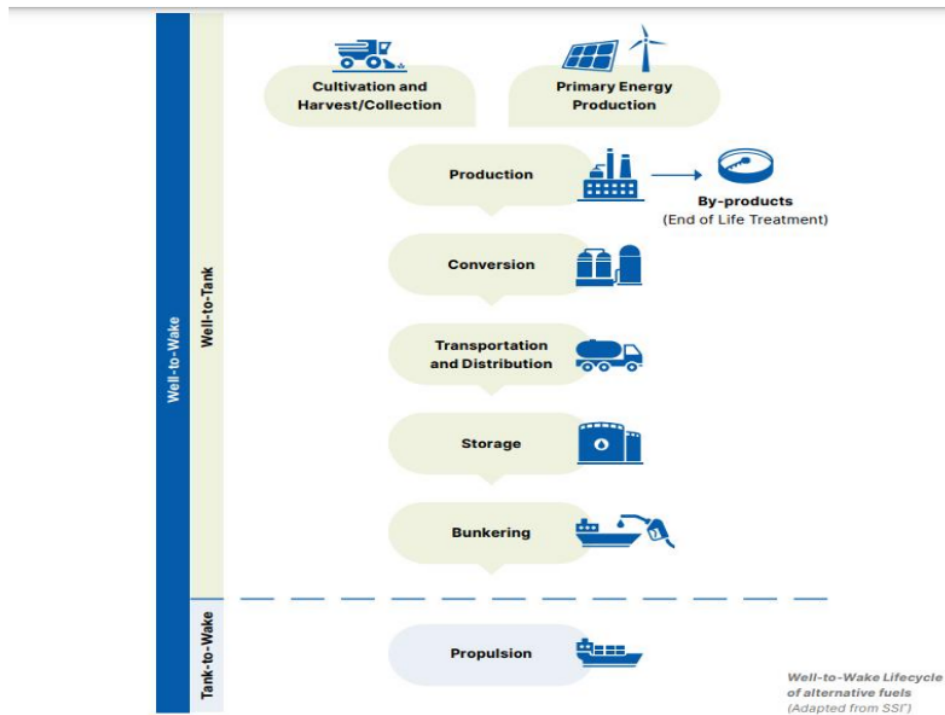 Cultivation and
Harvest/Collection
Primary Energy
Production
Production
By-products
(End of Life Treatment)
Conversion
Transportation
and Distribution
Storage
Bunkering
Propulsion
Well-to-Wake
Well-to-Tank
Tank-to-Wake
Well-to-Wake Lifecycle
of alternative fuels
(Adapted from SSI